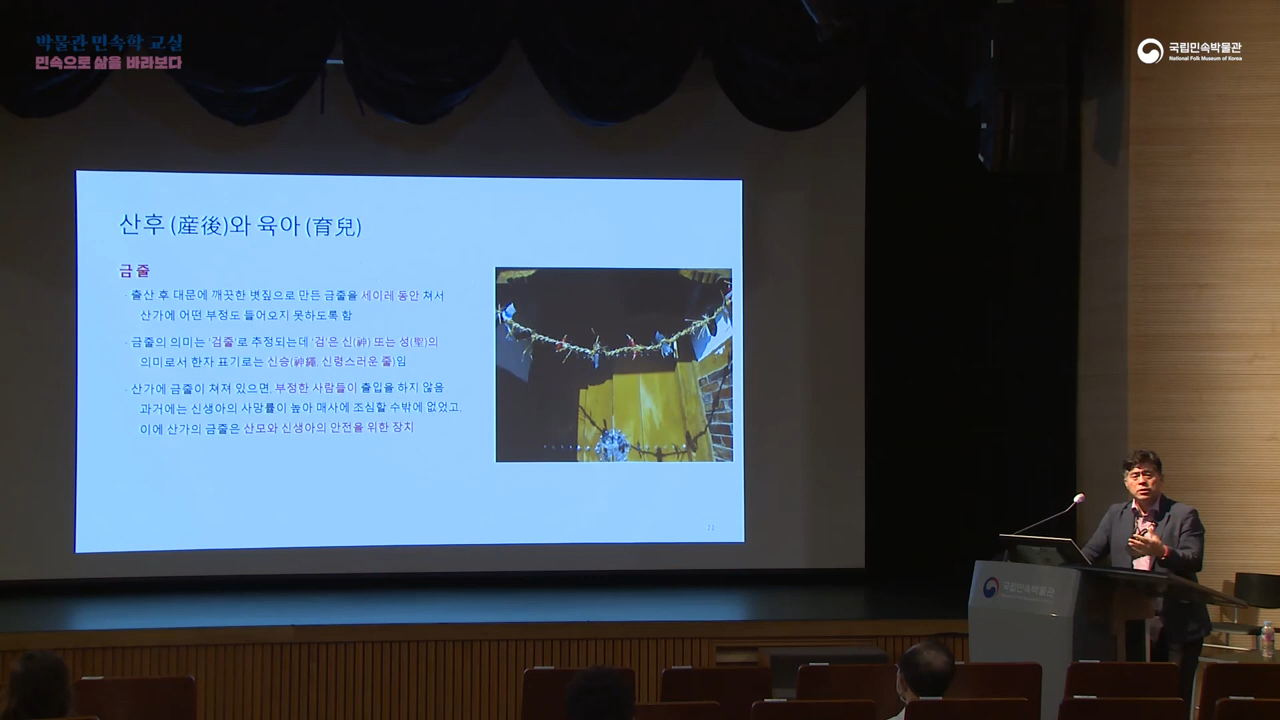 박물관 민속학 교실
민속으로 삶을 바라보다
국립민속박물관
National Folk Museum of Korea
산후 (産後)와 육아 (育兒)
금줄
· 출산 후 대문에 깨끗한 볏짚으로 만든 금줄을 세이레 동안 쳐서
산가에 어떤 부정도 들어오지 못하도록 함
· 금줄의 의미는 '검줄'로 추정되는데 '검'은 신(神) 또는 성(聖)의
의미로서 한자 표기로는 신승(神繩, 신령스러운 줄)임
· 산가에 금줄이 쳐져 있으면, 부정한 사람들이 출입을 하지 않음
과거에는 신생아의 사망률이 높아 매사에 조심할 수밖에 없었고,
이에 산가의 금줄은 산모와 신생아의 안전을 위한 장치
국립민속박물관